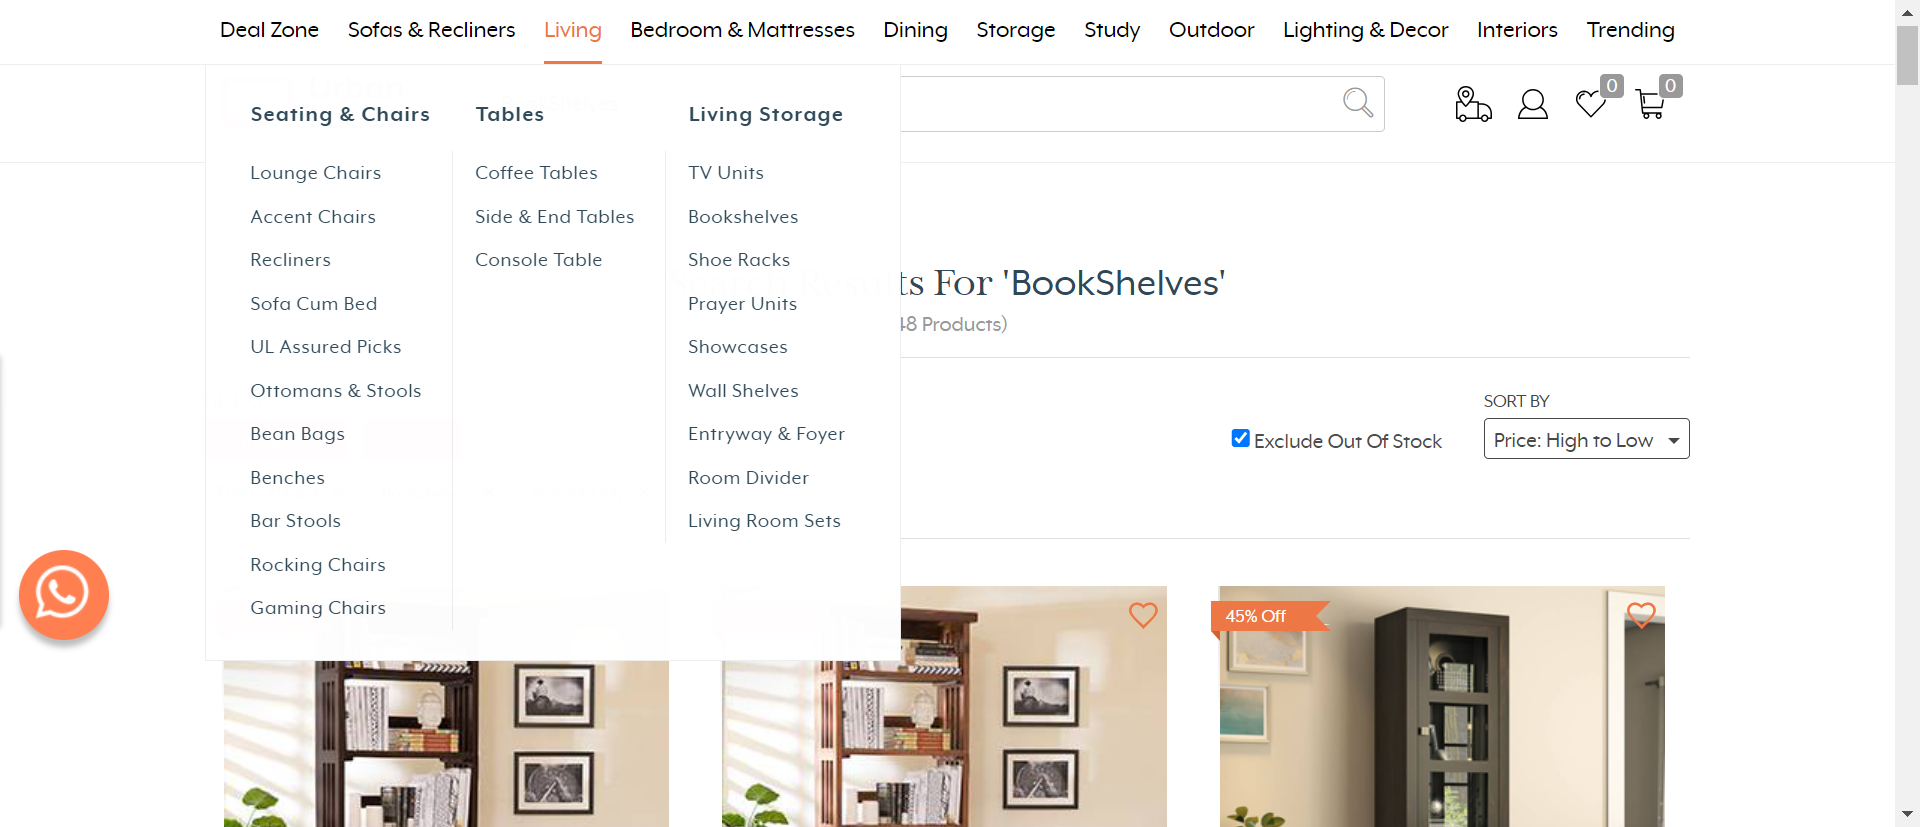 Deal Zone Sofas & Recliners Living Bedroom & Mattresses Dining Storage Study Outdoor Lighting & Decor Interiors Trending
0 0
Seating & Chairs
Lounge Chairs
Accent Chairs
Recliners
Sofa Cum Bed
UL Assured Picks
Ottomans & Stools
Bean Bags
Benches
Bar Stools
Rocking Chairs
Gaming Chairs
Tables
Coffee Tables
Side & End Tables
Console Table
Living Storage
TV Units
Bookshelves
Shoe Racks
Prayer Units
Showcases
Wall Shelves
Entryway & Foyer
Room Divider
Living Room Sets
For 'BookShelves'
48 Products)
SORT BY
Exclude Out Of Stock Price: High to Low
45% Off